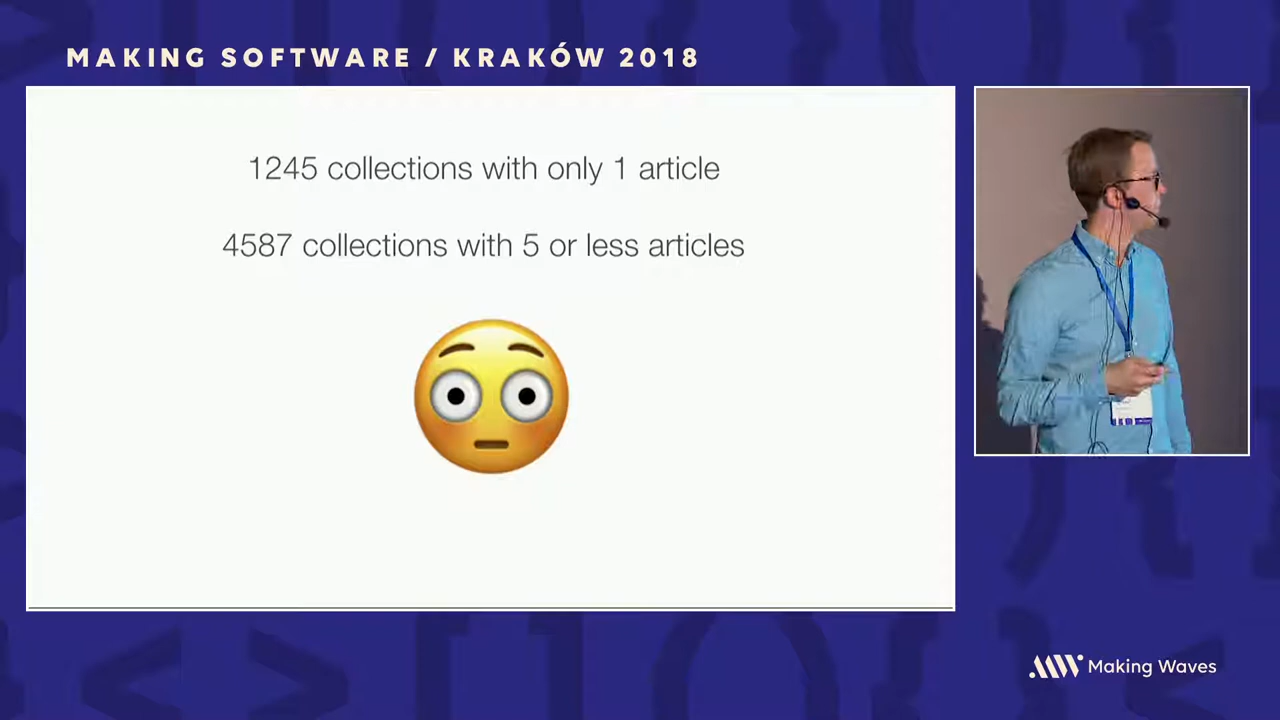 MAKING SOFTWARE / KRAKÓW 2018
1245 collections with only 1 article
4587 collections with 5 or less articles
Making Waves